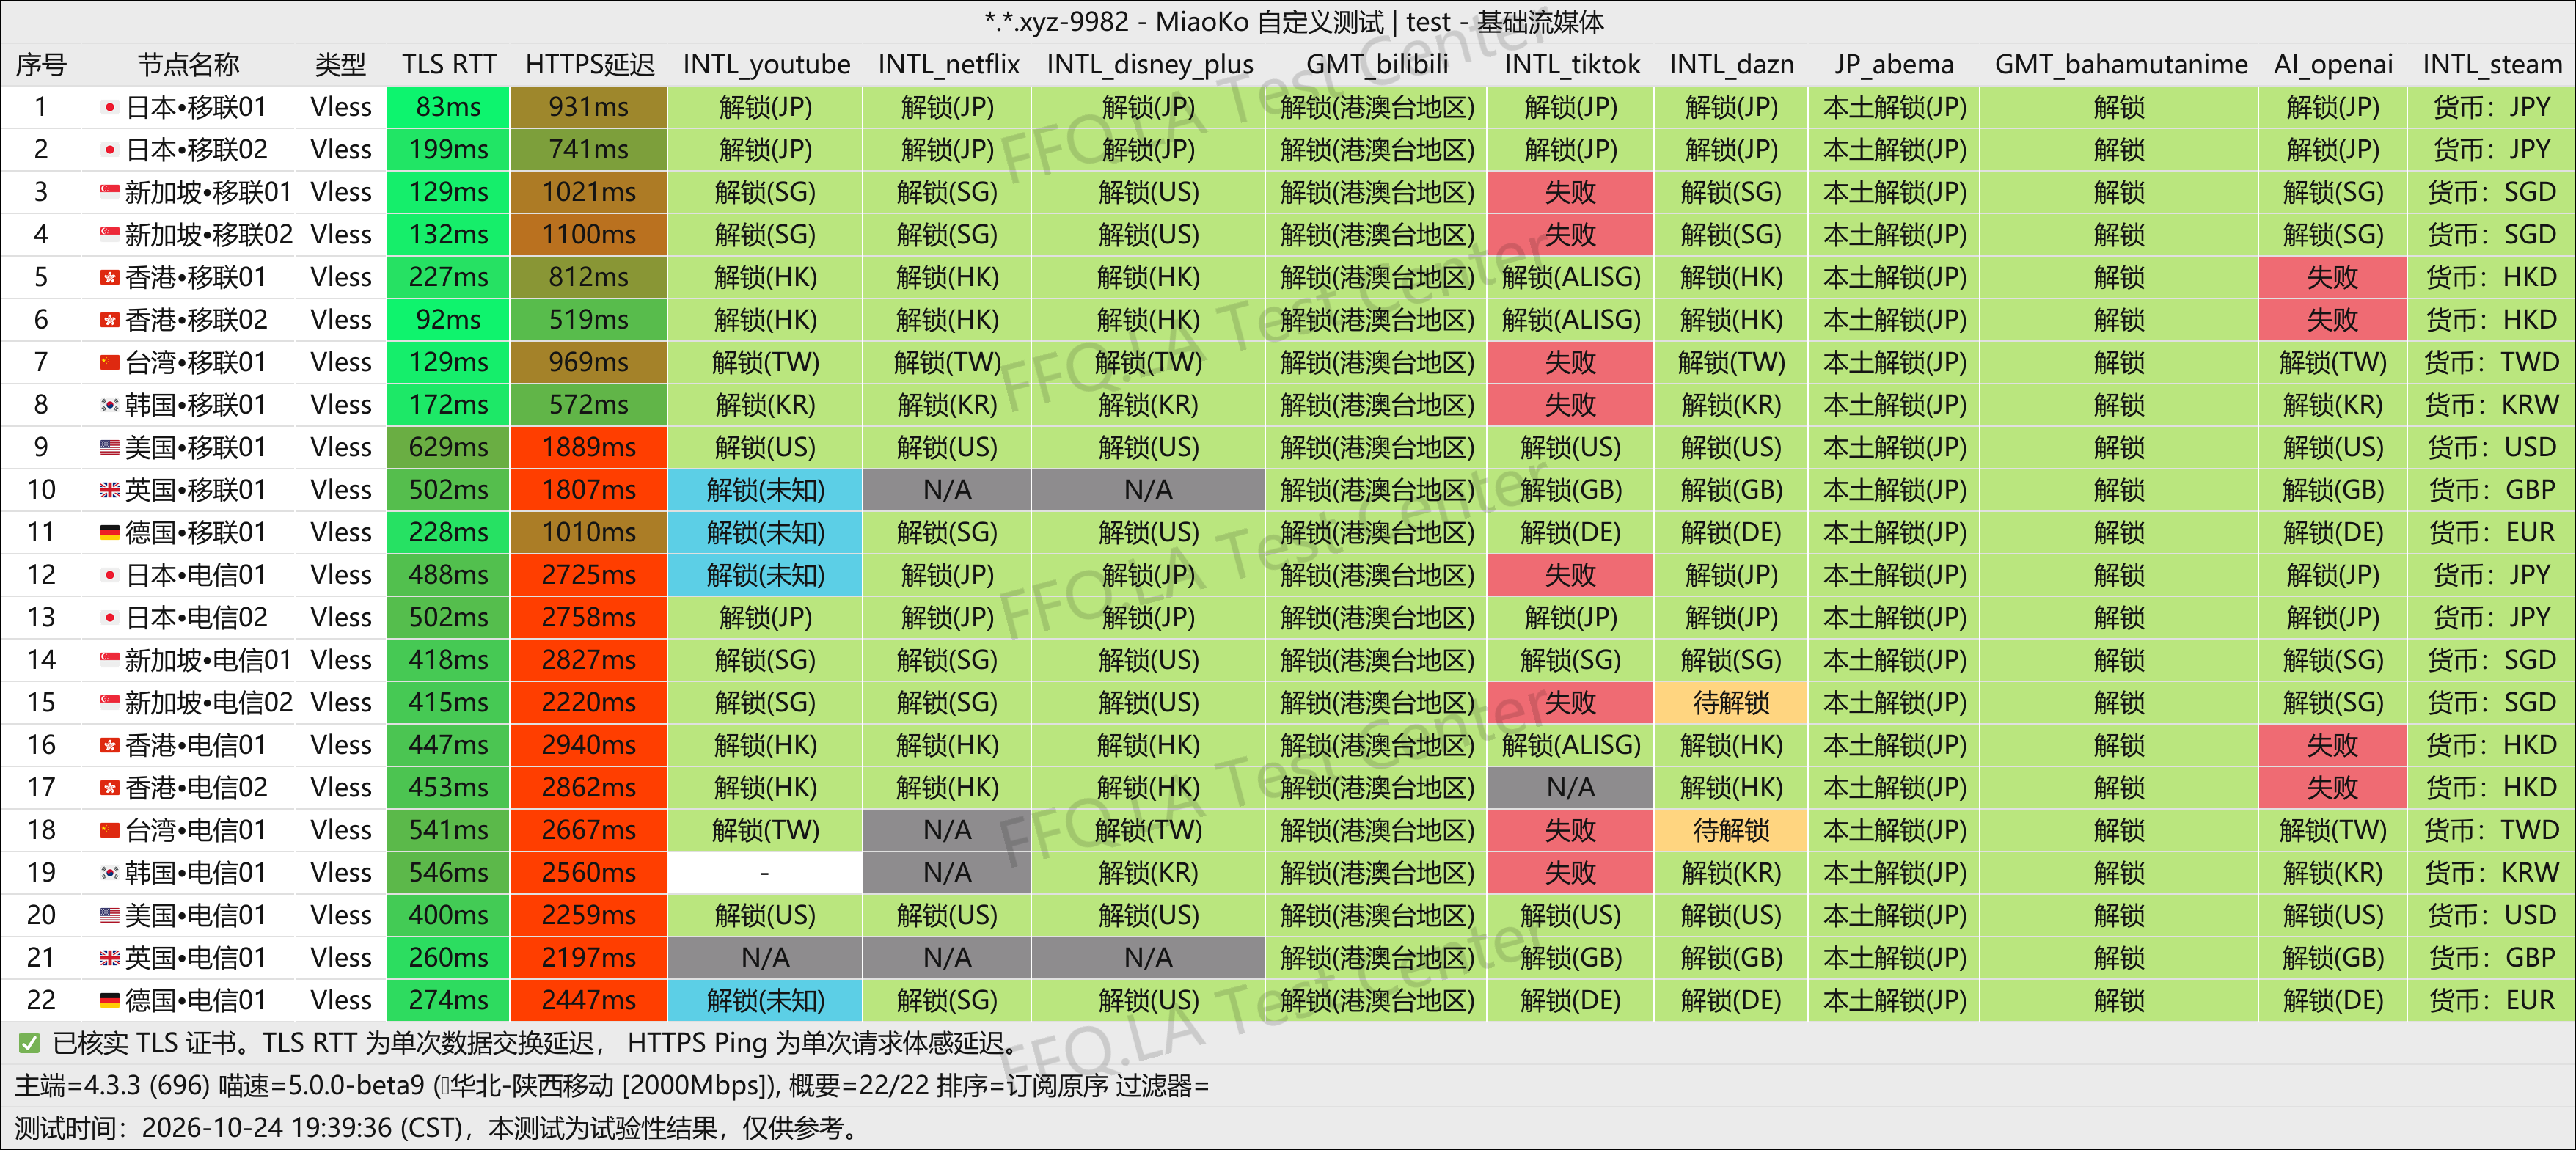 *.*.xyz-9982 - MiaoKo 自定义测试 | test - 基础流媒体
序号 节点名称 类型 TLS RTT HTTPS延迟 INTL_youtube INTL_netflix INTL_disney_plus GMT_bilibili INTL_tiktok INTL_dazn JP_abema GMT_bahamutanime AI_openai INTL_steam
1 日本•移联01 Vless 83ms 931ms 解锁(JP) 解锁(JP) 解锁(JP) 解锁(港澳台地区) 解锁(JP) 解锁(JP) 本土解锁(JP) 解锁 解锁(JP) 货币：JPY
2 日本•移联02 Vless 199ms 741ms 解锁(JP) 解锁(JP) 解锁(JP) 解锁(港澳台地区) 解锁(JP) 解锁(JP) 本土解锁(JP) 解锁 解锁(JP) 货币：JPY
3 新加坡•移联01 Vless 129ms 1021ms 解锁(SG) 解锁(SG) 解锁(US) 解锁(港澳台地区) 失败 解锁(SG) 本土解锁(JP) 解锁 解锁(SG) 货币：SGD
4 新加坡•移联02 Vless 132ms 1100ms 解锁(SG) 解锁(SG) 解锁(US) 解锁(港澳台地区) 失败 解锁(SG) 本土解锁(JP) 解锁 解锁(SG) 货币：SGD
5 香港•移联01 Vless 227ms 812ms 解锁(HK) 解锁(HK) 解锁(HK) 解锁(港澳台地区) 解锁(ALISG) 解锁(HK) 本土解锁(JP) 解锁 失败 货币：HKD
6 香港•移联02 Vless 92ms 519ms 解锁(HK) 解锁(HK) 解锁(HK) 解锁(港澳台地区) 解锁(ALISG) 解锁(HK) 本土解锁(JP) 解锁 失败 货币：HKD
7 台湾•移联01 Vless 129ms 969ms 解锁(TW) 解锁(TW) 解锁(TW) 解锁(港澳台地区) 失败 解锁(TW) 本土解锁(JP) 解锁 解锁(TW) 货币：TWD
8 韩国•移联01 Vless 172ms 572ms 解锁(KR) 解锁(KR) 解锁(KR) 解锁(港澳台地区) 失败 解锁(KR) 本土解锁(JP) 解锁 解锁(KR) 货币：KRW
9 美国•移联01 Vless 629ms 1889ms 解锁(US) 解锁(US) 解锁(US) 解锁(港澳台地区) 解锁(US) 解锁(US) 本土解锁(JP) 解锁 解锁(US) 货币：USD
10 英国•移联01 Vless 502ms 1807ms 解锁(未知) N/A N/A 解锁(港澳台地区) 解锁(GB) 解锁(GB) 本土解锁(JP) 解锁 解锁(GB) 货币：GBP
11 德国•移联01 Vless 228ms 1010ms 解锁(未知) 解锁(SG) 解锁(US) 解锁(港澳台地区) 解锁(DE) 解锁(DE) 本土解锁(JP) 解锁 解锁(DE) 货币：EUR
12 日本•电信01 Vless 488ms 2725ms 解锁(未知) 解锁(JP) 解锁(JP) 解锁(港澳台地区) 失败 解锁(JP) 本土解锁(JP) 解锁 解锁(JP) 货币：JPY
13 日本•电信02 Vless 502ms 2758ms 解锁(JP) 解锁(JP) 解锁(JP) 解锁(港澳台地区) 解锁(JP) 解锁(JP) 本土解锁(JP) 解锁 解锁(JP) 货币：JPY
14 新加坡•电信01 Vless 418ms 2827ms 解锁(SG) 解锁(SG) 解锁(US) 解锁(港澳台地区) 解锁(SG) 解锁(SG) 本土解锁(JP) 解锁 解锁(SG) 货币：SGD
15 新加坡•电信02 Vless 415ms 2220ms 解锁(SG) 解锁(SG) 解锁(US) 解锁(港澳台地区) 失败 待解锁 本土解锁(JP) 解锁 解锁(SG) 货币：SGD
16 香港•电信01 Vless 447ms 2940ms 解锁(HK) 解锁(HK) 解锁(HK) 解锁(港澳台地区) 解锁(ALISG) 解锁(HK) 本土解锁(JP) 解锁 失败 货币：HKD
17 香港•电信02 Vless 453ms 2862ms 解锁(HK) 解锁(HK) 解锁(HK) 解锁(港澳台地区) N/A 解锁(HK) 本土解锁(JP) 解锁 失败 货币：HKD
18 台湾•电信01 Vless 541ms 2667ms 解锁(TW) N/A 解锁(TW) 解锁(港澳台地区) 失败 待解锁 本土解锁(JP) 解锁 解锁(TW) 货币：TWD
19 韩国•电信01 Vless 546ms 2560ms - N/A 解锁(KR) 解锁(港澳台地区) 失败 解锁(KR) 本土解锁(JP) 解锁 解锁(KR) 货币：KRW
20 美国•电信01 Vless 400ms 2259ms 解锁(US) 解锁(US) 解锁(US) 解锁(港澳台地区) 解锁(US) 解锁(US) 本土解锁(JP) 解锁 解锁(US) 货币：USD
21 英国•电信01 Vless 260ms 2197ms N/A N/A N/A 解锁(港澳台地区) 解锁(GB) 解锁(GB) 本土解锁(JP) 解锁 解锁(GB) 货币：GBP
22 德国•电信01 Vless 274ms 2447ms 解锁(未知) 解锁(SG) 解锁(US) 解锁(港澳台地区) 解锁(DE) 解锁(DE) 本土解锁(JP) 解锁 解锁(DE) 货币：EUR
✅ 已核实 TLS 证书。TLS RTT 为单次数据交换延迟， HTTPS Ping 为单次请求体感延迟。
主端=4.3.3 (696) 喵速=5.0.0-beta9 (华北-陕西移动 [2000Mbps]), 概要=22/22 排序=订阅原序 过滤器=
测试时间：2026-10-24 19:39:36 (CST)，本测试为试验性结果，仅供参考。
FFQ.LA Test Center
FFQ.LA Test Center
FFQ.LA Test Center
FFQ.LA Test Center
FFQ.LA Test Center